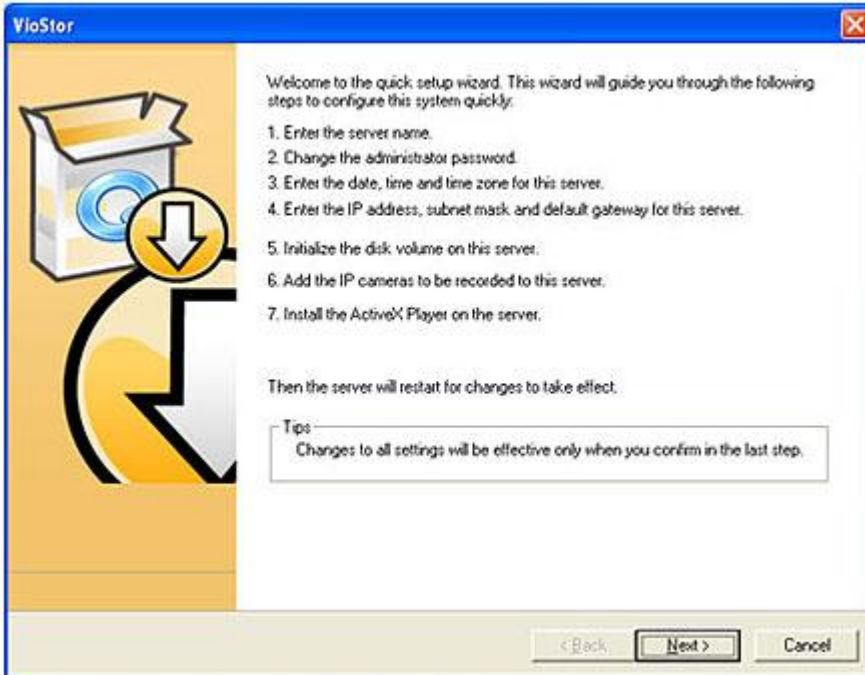 VioStor
Welcome to the quick setup wizard. This wizard will guide you through the following
steps to configure this system quickly:
1. Enter the server name.
2. Change the administrator password.
3. Enter the date, time and time zone for this server.
4. Enter the IP address, subnet mask and default gateway for this server.
5. Initialize the disk volume on this server.
6. Add the IP cameras to be recorded to this server.
7. Install the ActiveX Player on the server.
Then the server will restart for changes to take effect.
Tips
Changes to all settings will be effective only when you confirm in the last step.
< Back Next > Cancel